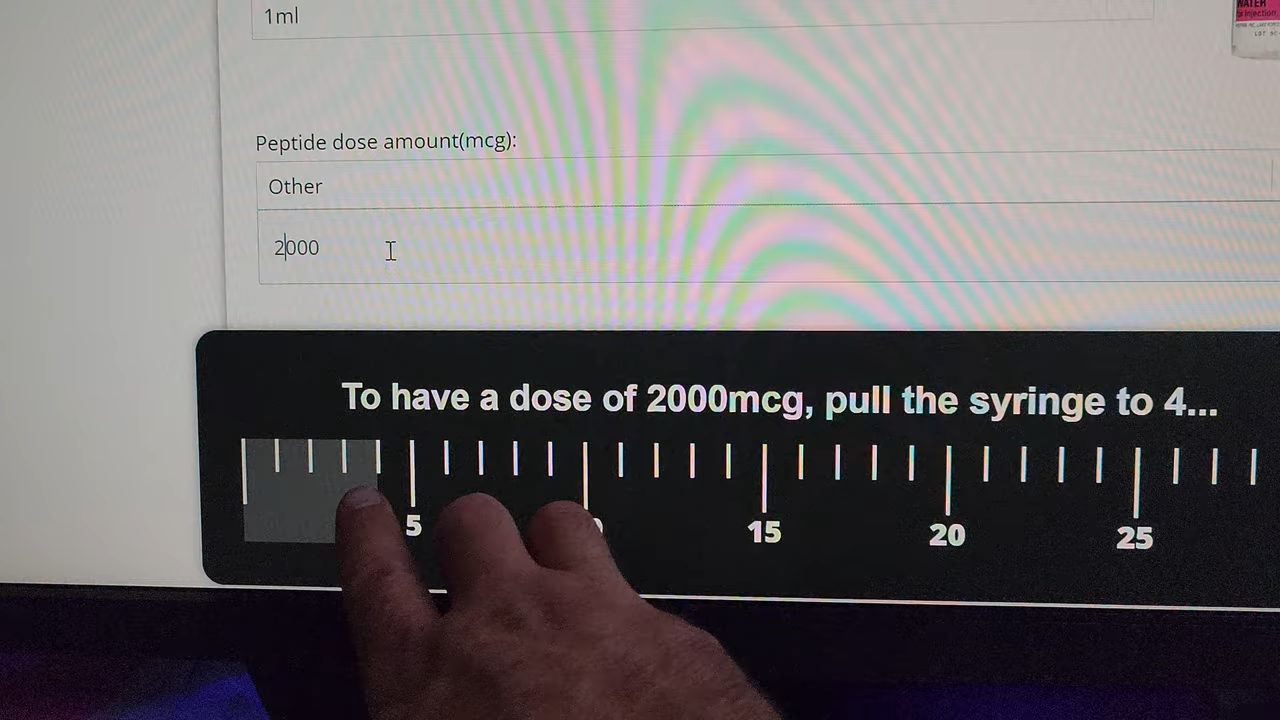 1ml
WATER
Peptide dose amount(mcg):
Other
2000
To have a dose of 2000mcg, pull the syringe to 4...
5
15
20
25